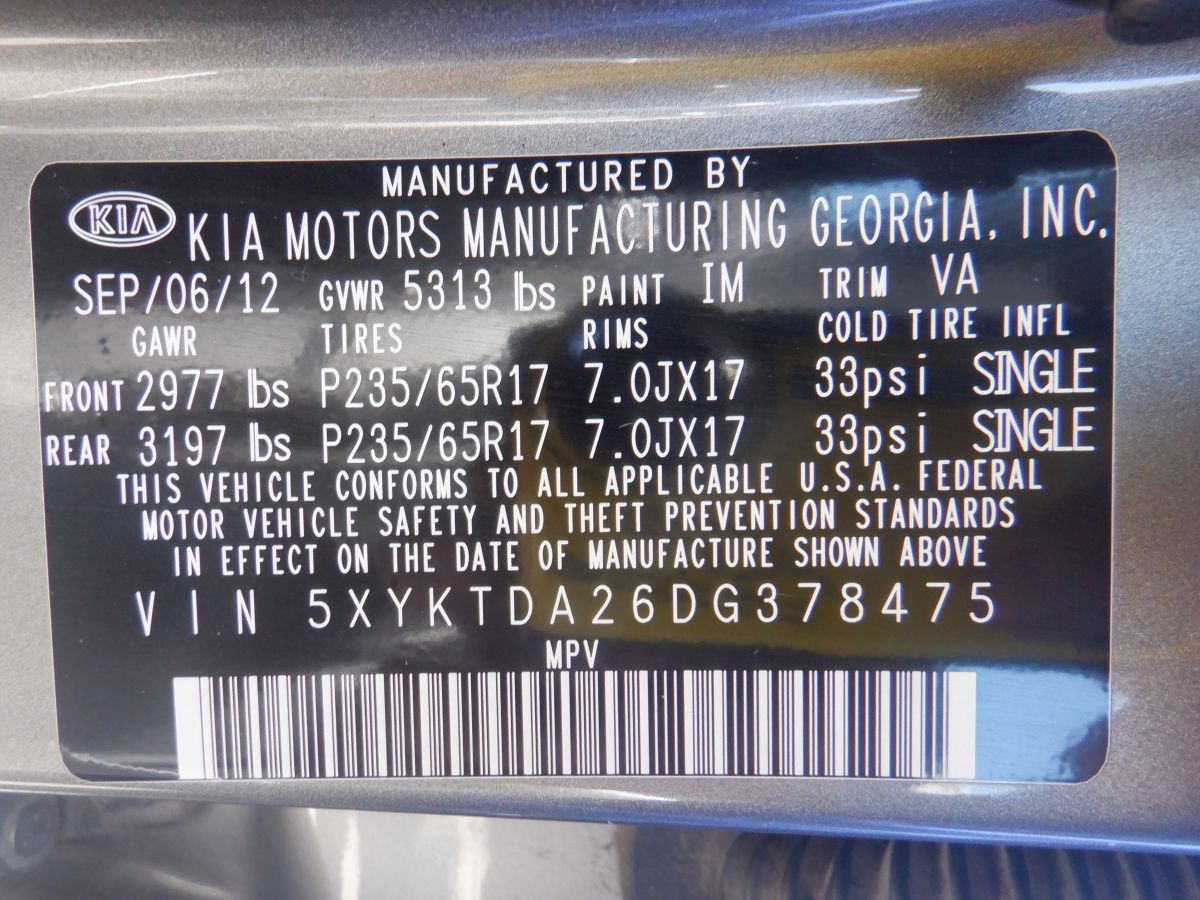 MANUFACTURED BY
KIA KIA MOTORS MANUFACTURING GEORGIA, INC.
SEP/06/12 GVWR 5313 lbs PAINT IM TRIM VA
GAWR TIRES RIMS COLD TIRE INFL
FRONT 2977 lbs P235/65R17 7.0JX17 33psi SINGLE
REAR 3197 lbs P235/65R17 7.0JX17 33psi SINGLE
THIS VEHICLE CONFORMS TO ALL APPLICABLE U.S.A. FEDERAL
MOTOR VEHICLE SAFETY AND THEFT PREVENTION STANDARDS
IN EFFECT ON THE DATE OF MANUFACTURE SHOWN ABOVE
VIN 5XYKTDA26DG378475
MPV